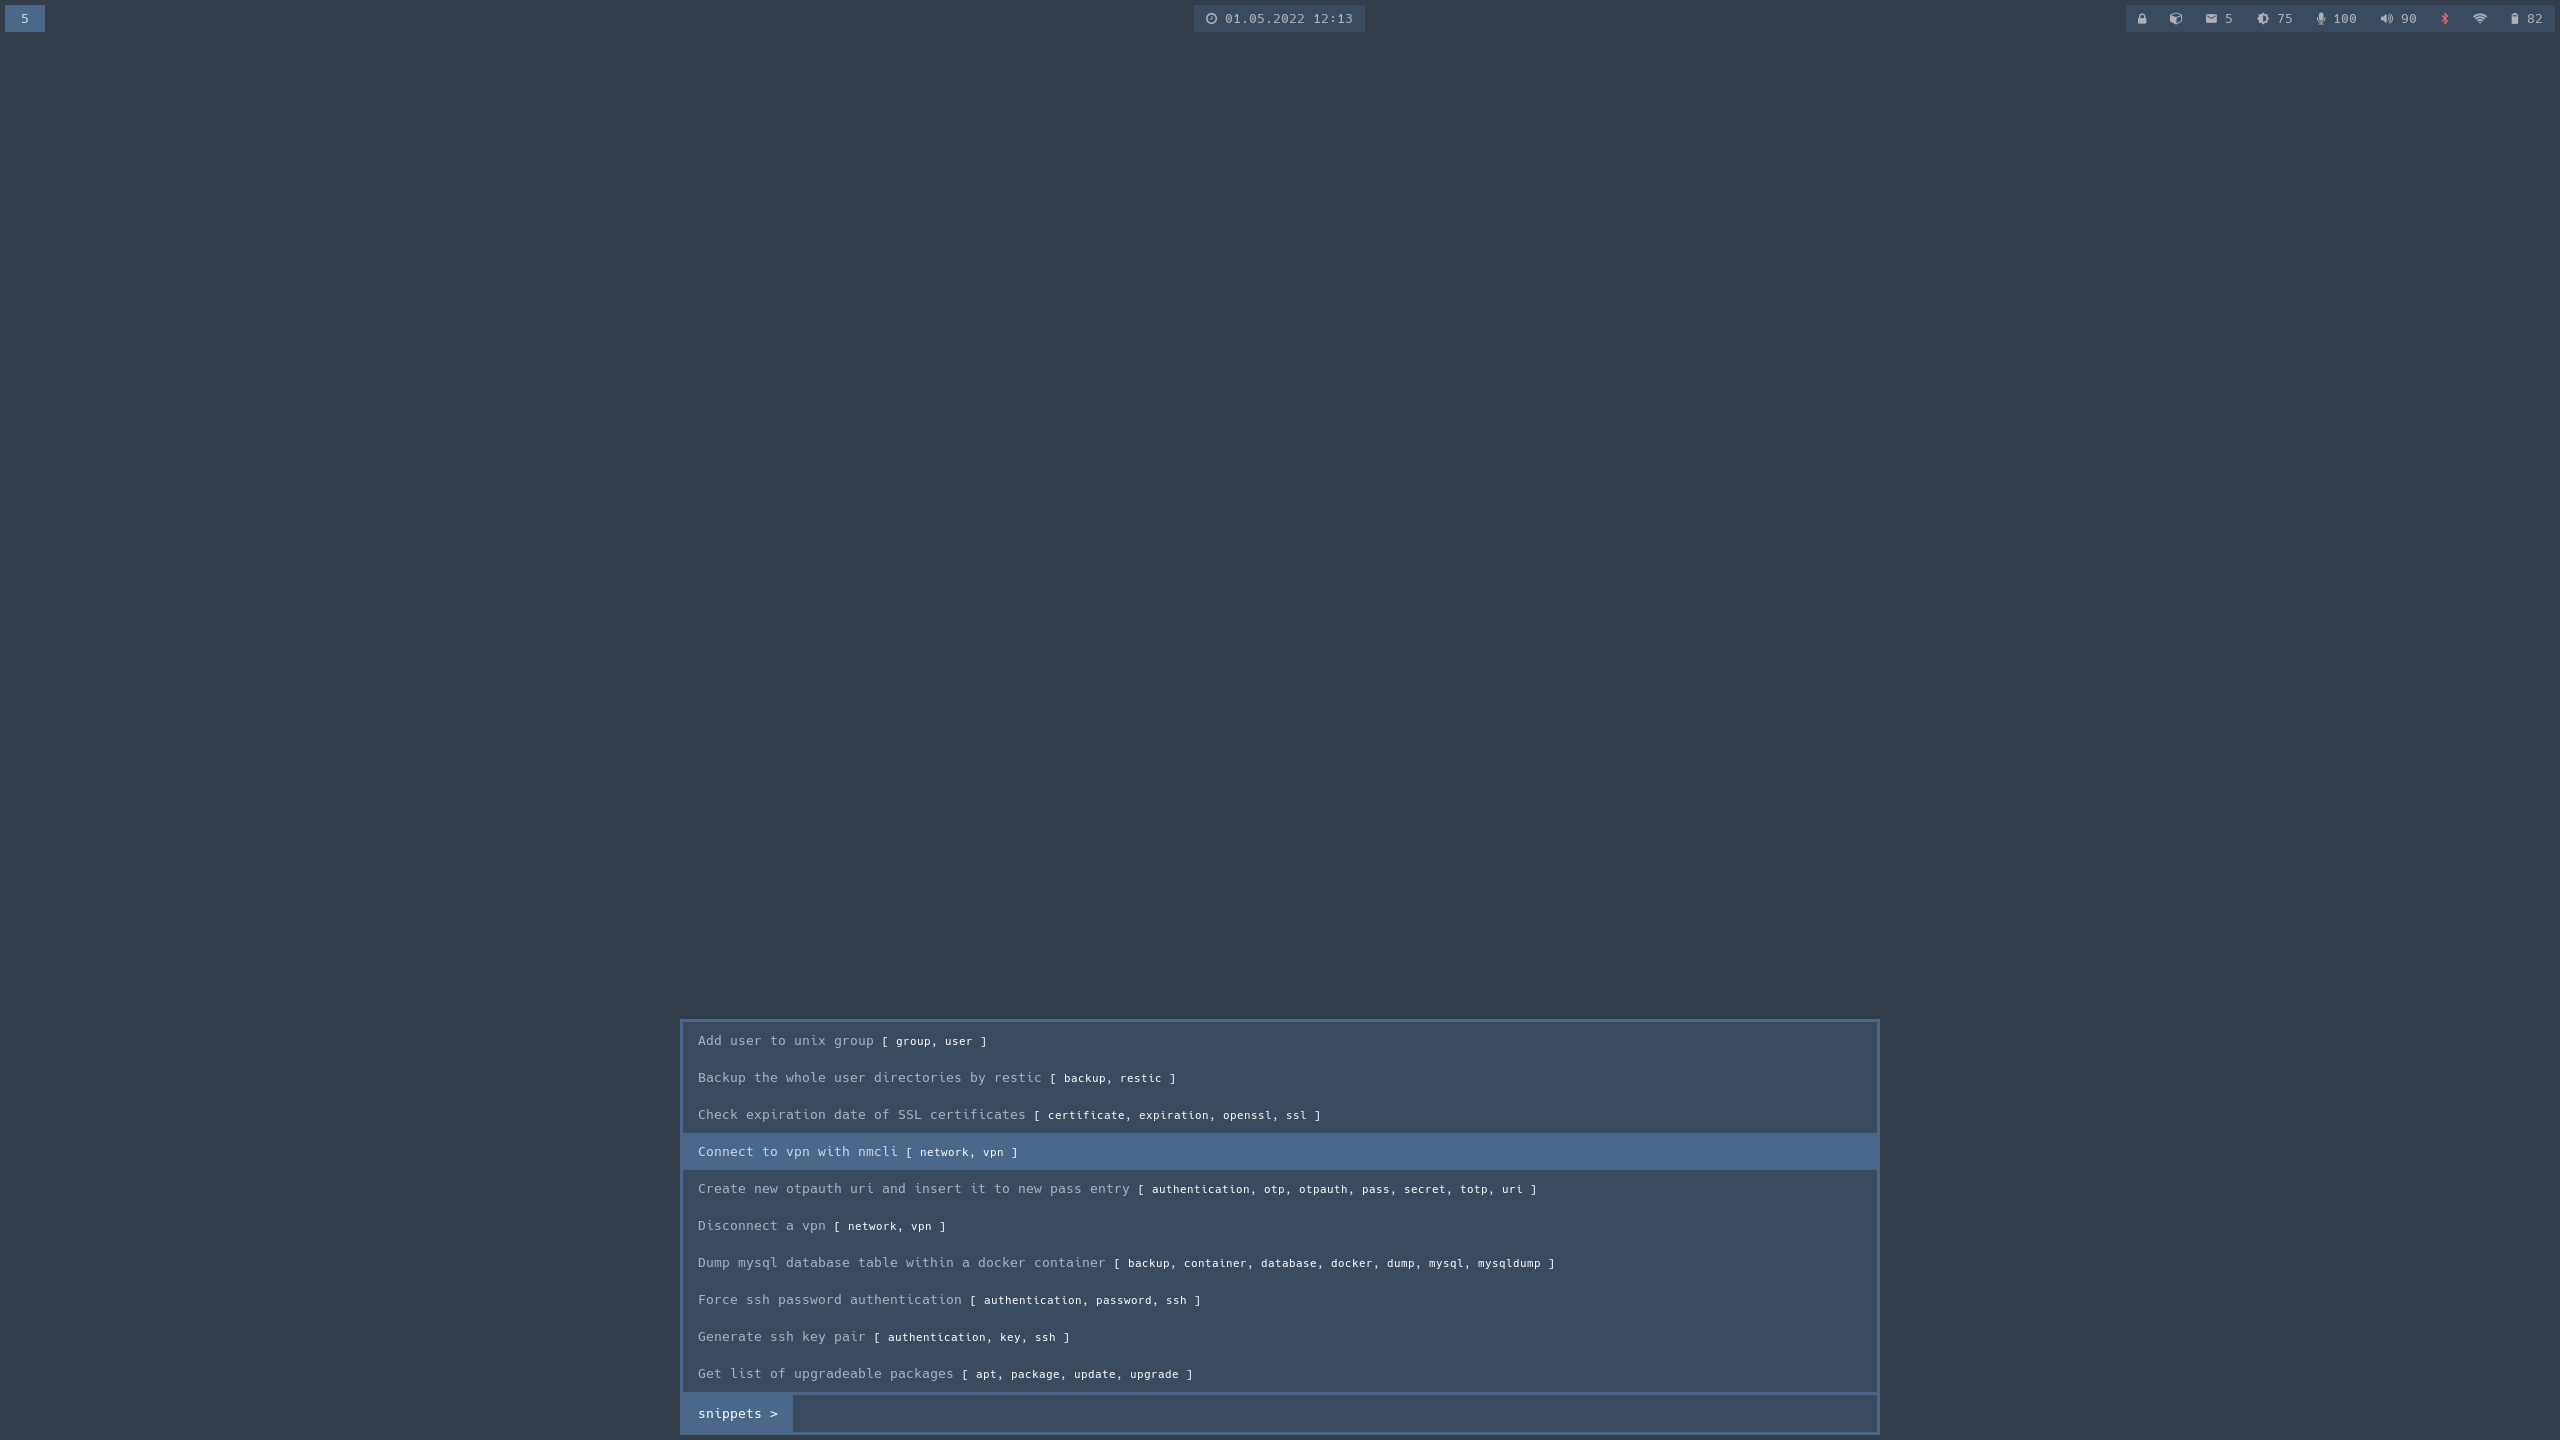 5
01.05.2022 12:13
5 75 100 90 82
Add user to unix group [ group, user ]
Backup the whole user directories by restic [ backup, restic ]
Check expiration date of SSL certificates [ certificate, expiration, openssl, ssl ]
Connect to vpn with nmcli [ network, vpn ]
Create new otpauth uri and insert it to new pass entry [ authentication, otp, otpauth, pass, secret, totp, uri ]
Disconnect a vpn [ network, vpn ]
Dump mysql database table within a docker container [ backup, container, database, docker, dump, mysql, mysqldump ]
Force ssh password authentication [ authentication, password, ssh ]
Generate ssh key pair [ authentication, key, ssh ]
Get list of upgradeable packages [ apt, package, update, upgrade ]
snippets >